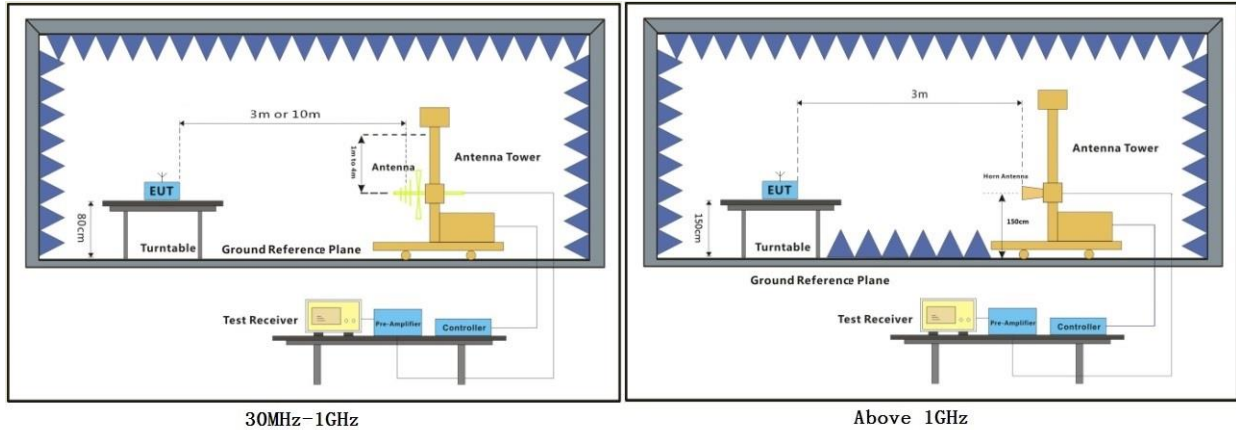 3m or 10m
1m to 4m
Antenna
Antenna Tower
EUT
80cm
Turntable
Ground Reference Plane
Test Receiver
Pre-Amplifier
Controller
30MHz-1GHz
3m
Antenna Tower
Horn Antenna
EUT
150cm
150cm
Turntable
Ground Reference Plane
Test Receiver
Pre-Amplifier
Controller
Above 1GHz